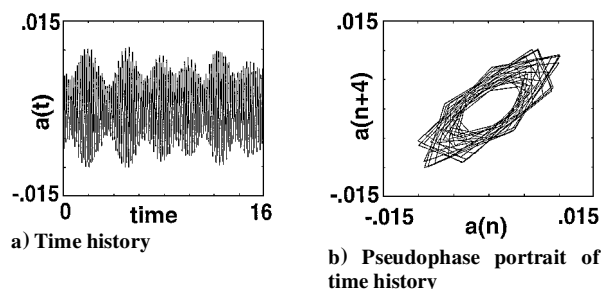 .015
a(t)
-.015
0
time
16
a) Time history
.015
a(n+4)
-.015
-.015
a(n)
.015
b) Pseudophase portrait of
time history